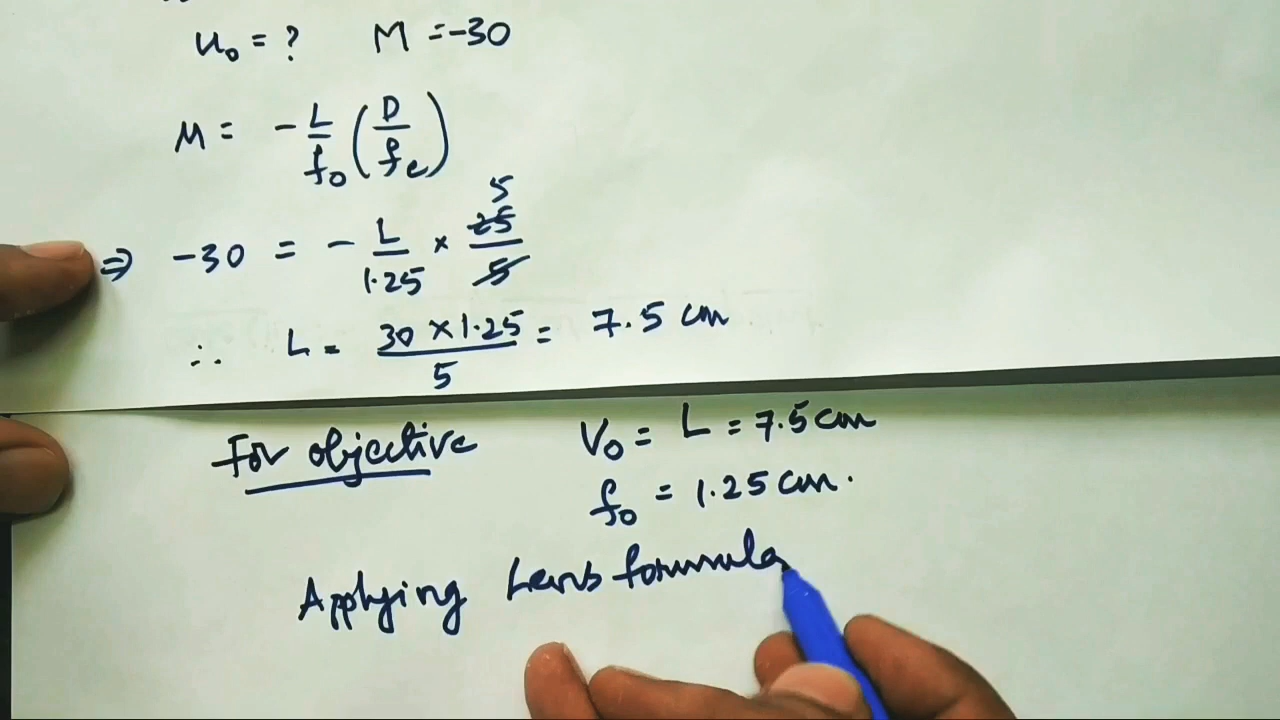 u₀ = ? M = -30
M = - L/f₀ (D/fe)
⇒ -30 = - L/1.25 × 25/5 5
∴ L = 30 × 1.25/5 = 7.5 cm
For objective V₀ = L = 7.5 cm
f₀ = 1.25 cm.
Applying Lens formula